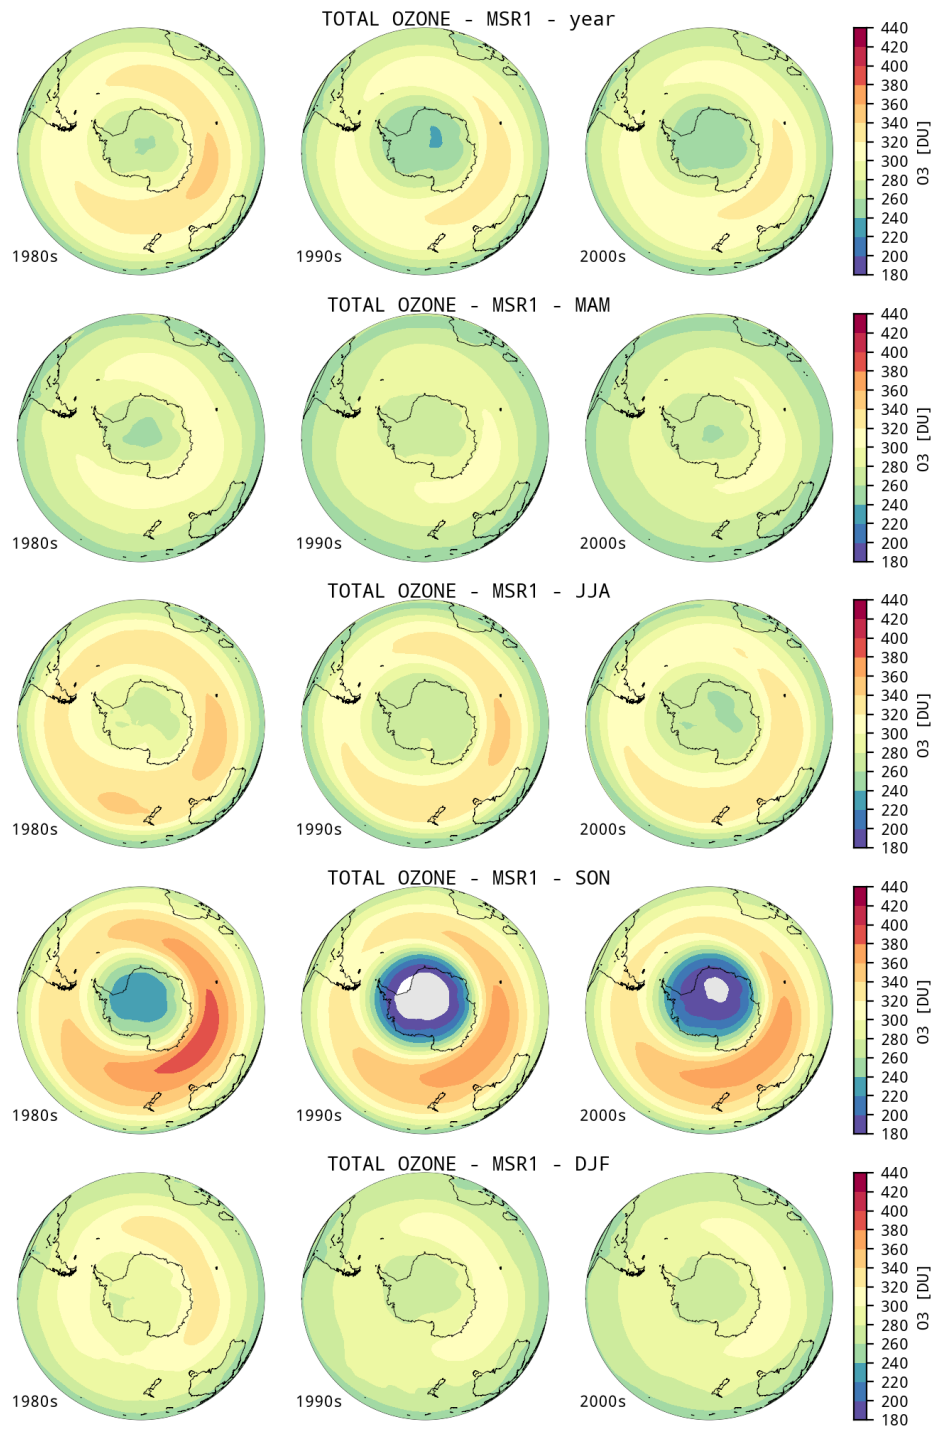 TOTAL OZONE - MSR1 - year
440
420
400
380
360
340
320
300
280
260
240
220
200
180
O3 [DU]
1980s
1990s
2000s
TOTAL OZONE - MSR1 - MAM
440
420
400
380
360
340
320
300
280
260
240
220
200
180
O3 [DU]
1980s
1990s
2000s
TOTAL OZONE - MSR1 - JJA
440
420
400
380
360
340
320
300
280
260
240
220
200
180
O3 [DU]
1980s
1990s
2000s
TOTAL OZONE - MSR1 - SON
440
420
400
380
360
340
320
300
280
260
240
220
200
180
O3 [DU]
1980s
1990s
2000s
TOTAL OZONE - MSR1 - DJF
440
420
400
380
360
340
320
300
280
260
240
220
200
180
O3 [DU]
1980s
1990s
2000s